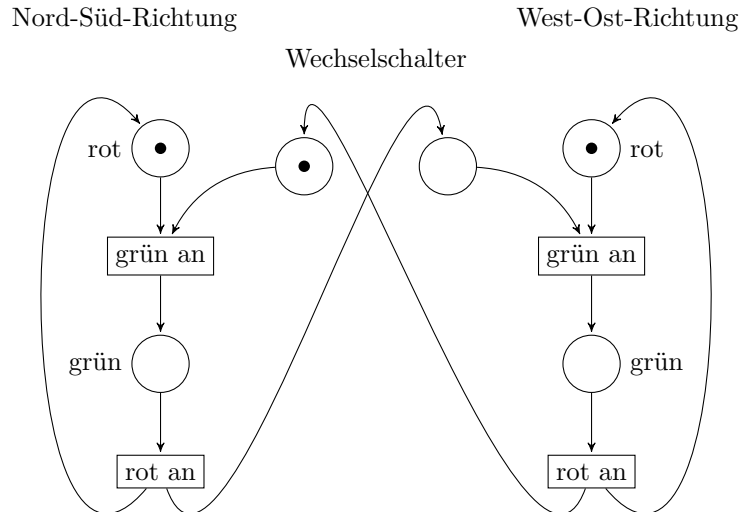 Nord-Süd-Richtung
West-Ost-Richtung
Wechselschalter
rot
rot
grün an
grün an
grün
grün
rot an
rot an